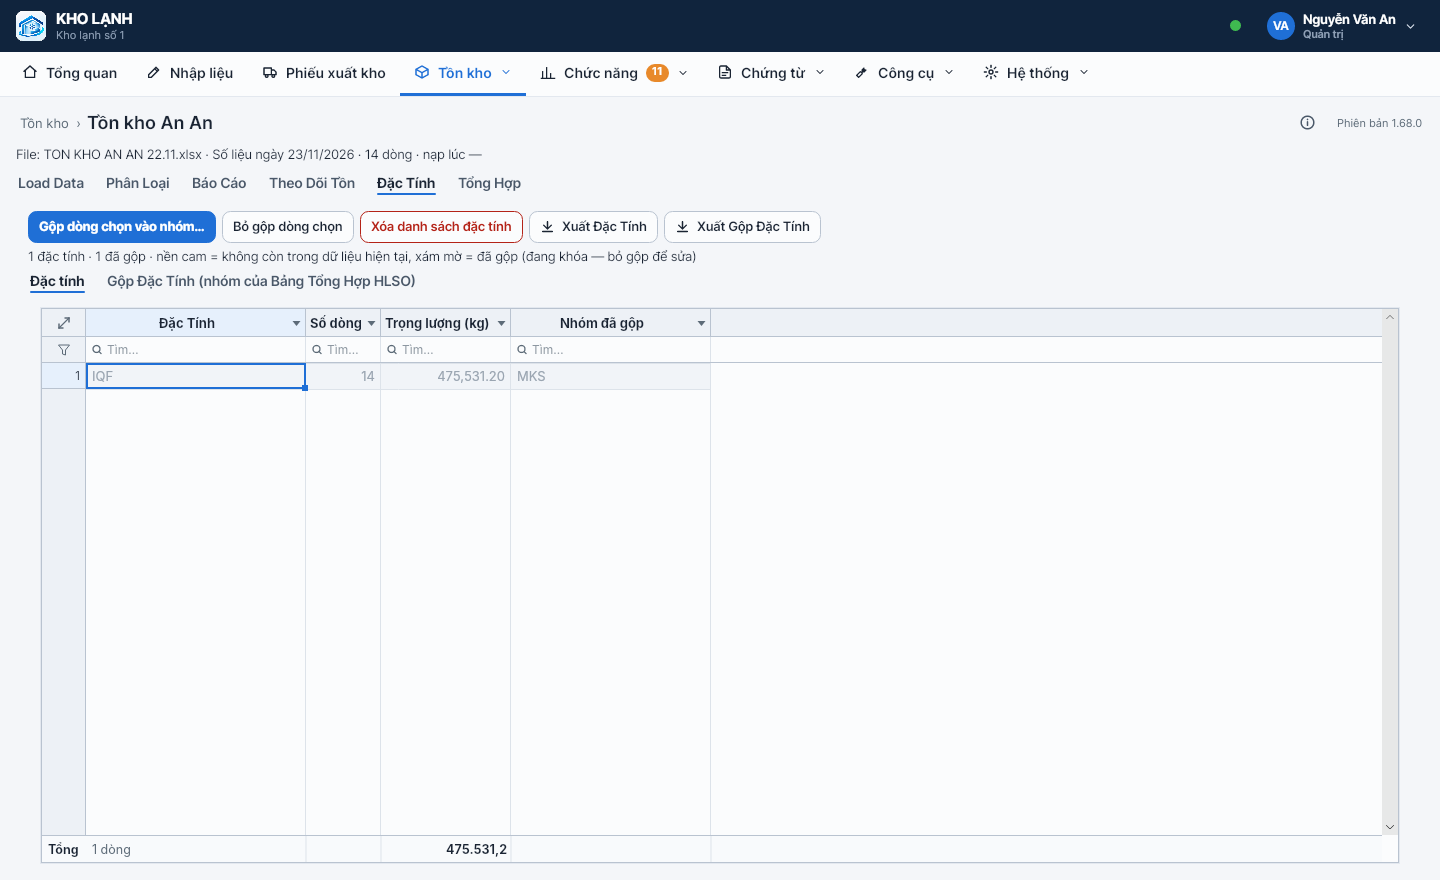 KHO LẠNH
Kho lạnh số 1
Nguyễn Văn An
VA
Quản trị
Tổng quan Nhập liệu Phiếu xuất kho Tồn kho Chức năng 11 Chứng từ Công cụ Hệ thống
Tồn kho › Tồn kho An An
Phiên bản 1.68.0
File: TON KHO AN AN 22.11.xlsx · Số liệu ngày 23/11/2026 · 14 dòng · nạp lúc —
Load Data Phân Loại Báo Cáo Theo Dõi Tồn Đặc Tính Tổng Hợp
Gộp dòng chọn vào nhóm... Bỏ gộp dòng chọn Xóa danh sách đặc tính Xuất Đặc Tính Xuất Gộp Đặc Tính
1 đặc tính · 1 đã gộp · nền cam = không còn trong dữ liệu hiện tại, xám mờ = đã gộp (đang khóa — bỏ gộp để sửa)
Đặc tính Gộp Đặc Tính (nhóm của Bảng Tổng Hợp HLSO)
Đặc Tính Số dòng Trọng lượng (kg) Nhóm đã gộp
Tìm... Tìm... Tìm... Tìm...
1 IQF 14 475,531.20 MKS
Tổng 1 dòng 475.531,2